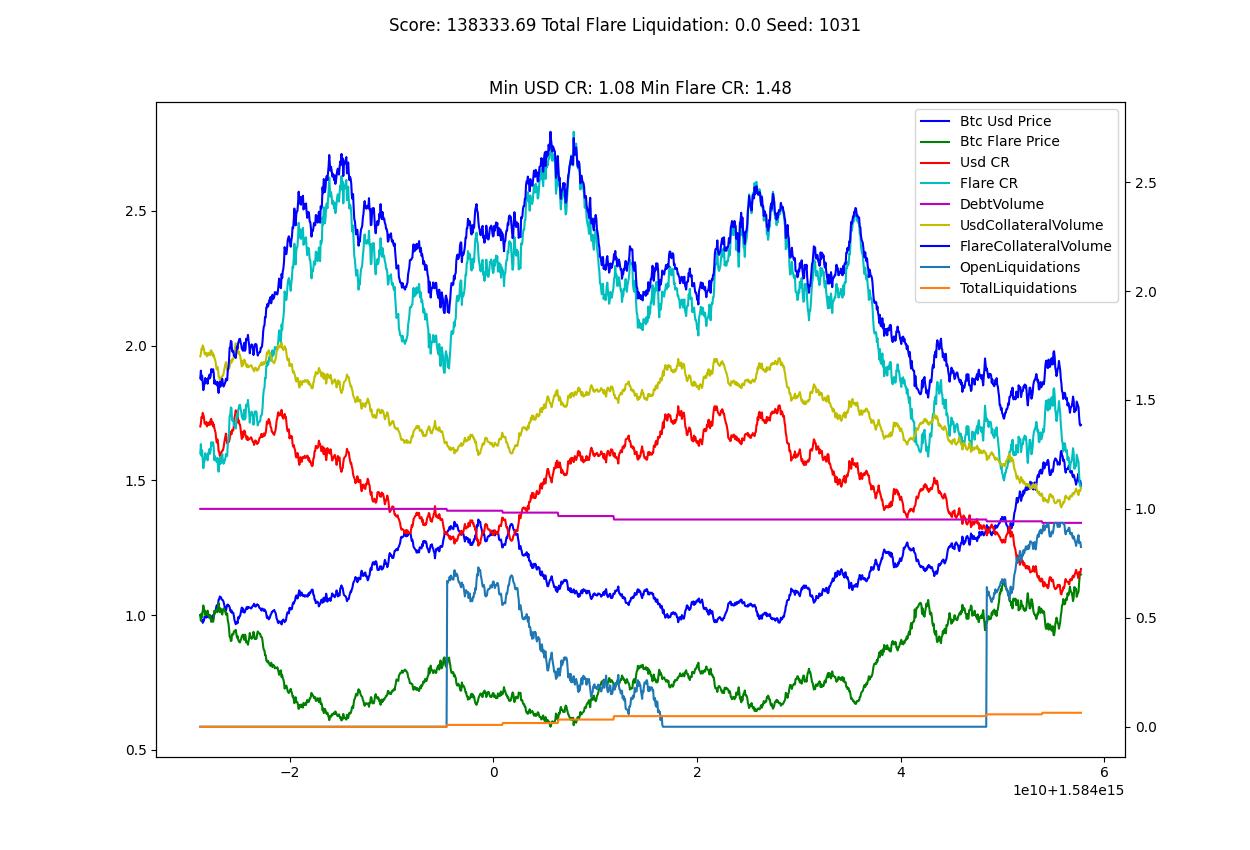 Score: 138333.69 Total Flare Liquidation: 0.0 Seed: 1031
Min USD CR: 1.08 Min Flare CR: 1.48
Btc Usd Price
Btc Flare Price
Usd CR
Flare CR
DebtVolume
UsdCollateralVolume
FlareCollateralVolume
OpenLiquidations
TotalLiquidations
2.5
2.0
1.5
1.0
0.5
2.5
2.0
1.5
1.0
0.5
0.0
−2 0 2 4 6
1e10+1.584e15